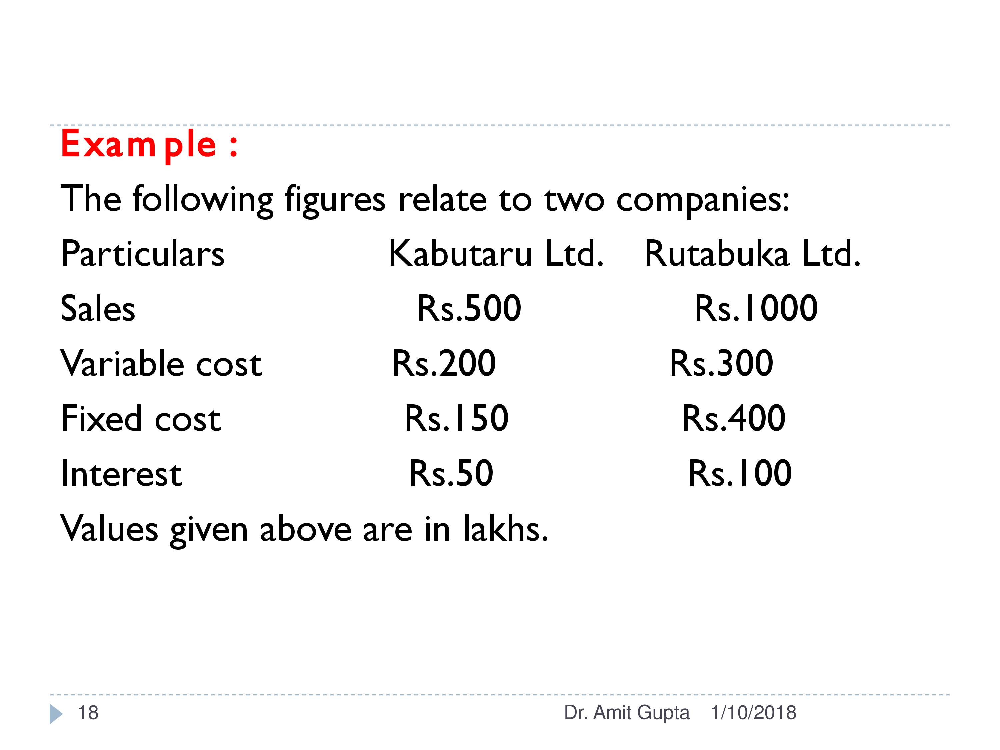 Example :
The following figures relate to two companies:
Particulars Kabutaru Ltd. Rutabuka Ltd.
Sales Rs.500 Rs.1000
Variable cost Rs.200 Rs.300
Fixed cost Rs.150 Rs.400
Interest Rs.50 Rs.100
Values given above are in lakhs.
18 Dr. Amit Gupta 1/10/2018